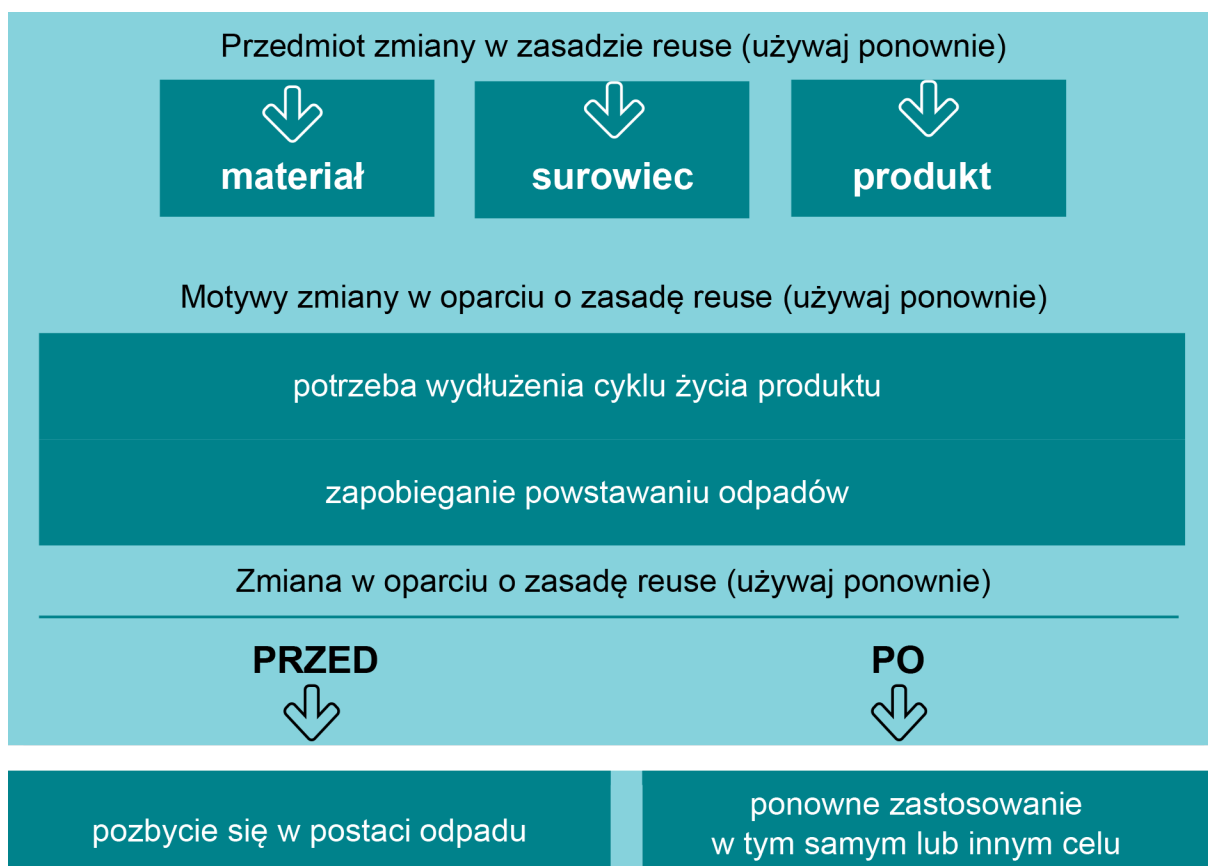 Przedmiot zmiany w zasadzie reuse (używaj ponownie)
materiał
surowiec
produkt
Motywy zmiany w oparciu o zasadę reuse (używaj ponownie)
potrzeba wydłużenia cyklu życia produktu
zapobieganie powstawaniu odpadów
Zmiana w oparciu o zasadę reuse (używaj ponownie)
PRZED
PO
pozbycie się w postaci odpadu
ponowne zastosowanie
w tym samym lub innym celu